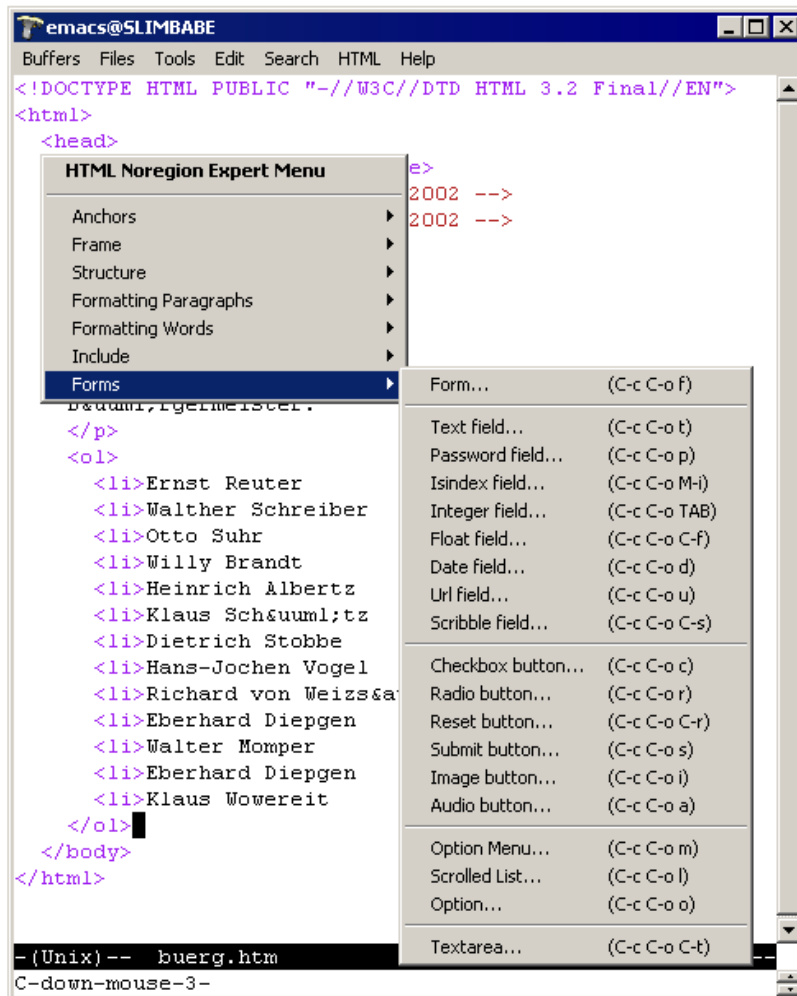 emacs@SLIMBABE
Buffers Files Tools Edit Search HTML Help
<!DOCTYPE HTML PUBLIC "-//W3C//DTD HTML 3.2 Final//EN">
<html>
<head>
e>
2002 -->
2002 -->
HTML Noregion Expert Menu
Anchors
Frame
Structure
Formatting Paragraphs
Formatting Words
Include
Forms
Form... (C-c C-o f)
Text field... (C-c C-o t)
Password field... (C-c C-o p)
Isindex field... (C-c C-o M-i)
Integer field... (C-c C-o TAB)
Float field... (C-c C-o C-f)
Date field... (C-c C-o d)
Url field... (C-c C-o u)
Scribble field... (C-c C-o C-s)
Checkbox button... (C-c C-o c)
Radio button... (C-c C-o r)
Reset button... (C-c C-o C-r)
Submit button... (C-c C-o s)
Image button... (C-c C-o i)
Audio button... (C-c C-o a)
Option Menu... (C-c C-o m)
Scrolled List... (C-c C-o l)
Option... (C-c C-o o)
Textarea... (C-c C-o C-t)
B&uuml;rgermeister.
</p>
<ol>
<li>Ernst Reuter
<li>Walther Schreiber
<li>Otto Suhr
<li>Willy Brandt
<li>Heinrich Albertz
<li>Klaus Sch&uuml;tz
<li>Dietrich Stobbe
<li>Hans-Jochen Vogel
<li>Richard von Weizs&a
<li>Eberhard Diepgen
<li>Walter Momper
<li>Eberhard Diepgen
<li>Klaus Wowereit
</ol>
</body>
</html>
-(Unix)-- buerg.htm --
C-down-mouse-3-